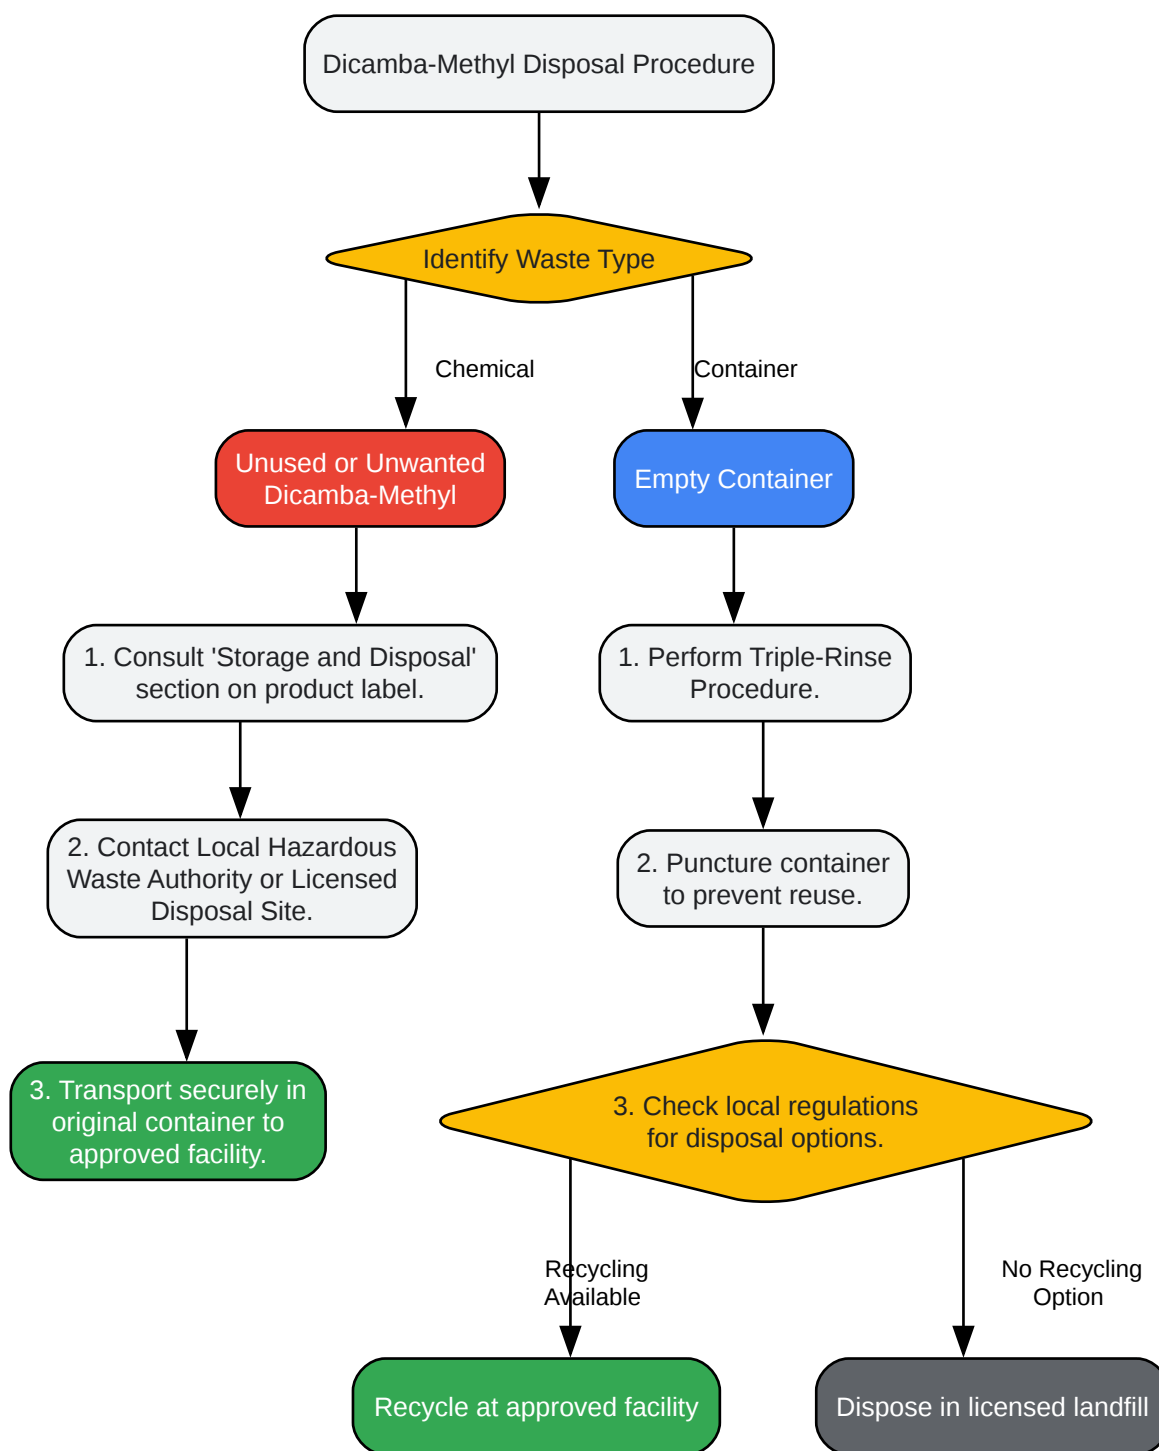 Dicamba-Methyl Disposal Procedure
Identify Waste Type
Chemical
Container
Unused or Unwanted
Dicamba-Methyl
Empty Container
1. Consult 'Storage and Disposal'
section on product label.
1. Perform Triple-Rinse
Procedure.
2. Contact Local Hazardous
Waste Authority or Licensed
Disposal Site.
2. Puncture container
to prevent reuse.
3. Transport securely in
original container to
approved facility.
3. Check local regulations
for disposal options.
Recycling
Available
No Recycling
Option
Recycle at approved facility
Dispose in licensed landfill